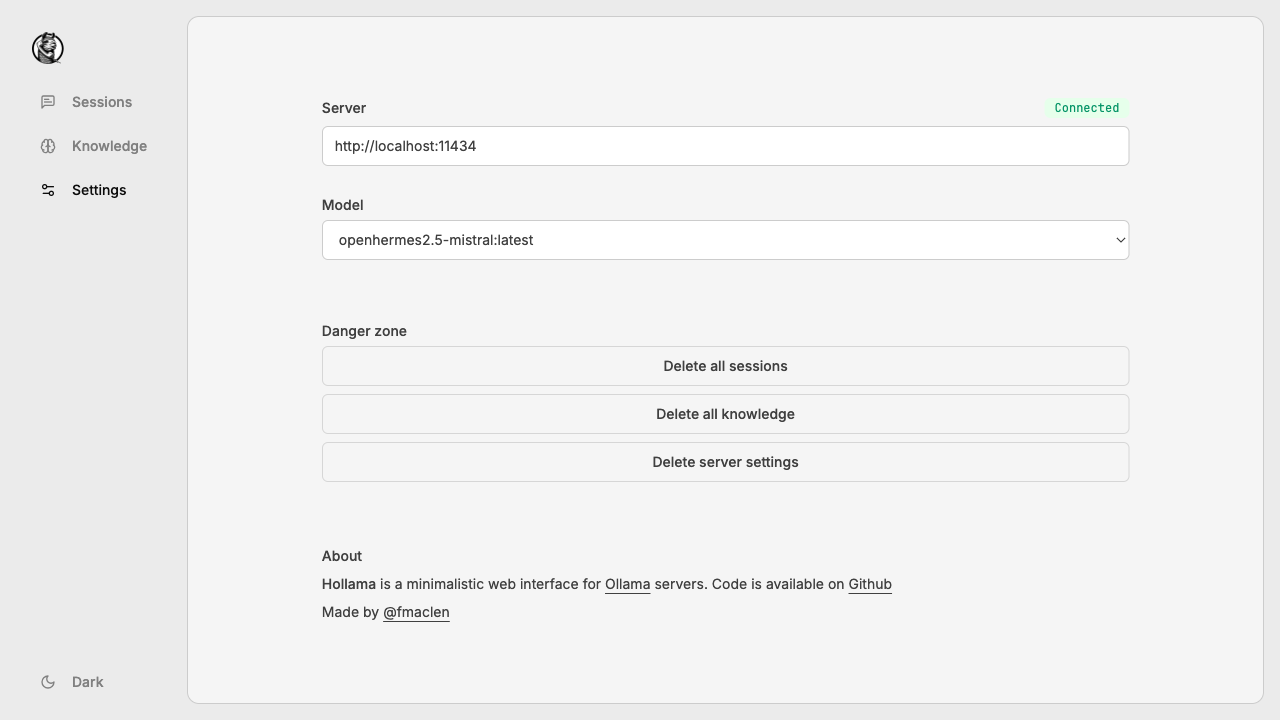 Sessions
Knowledge
Settings
Dark
Server
Connected
http://localhost:11434
Model
openhermes2.5-mistral:latest
Danger zone
Delete all sessions
Delete all knowledge
Delete server settings
About
Hollama is a minimalistic web interface for Ollama servers. Code is available on Github
Made by @fmaclen